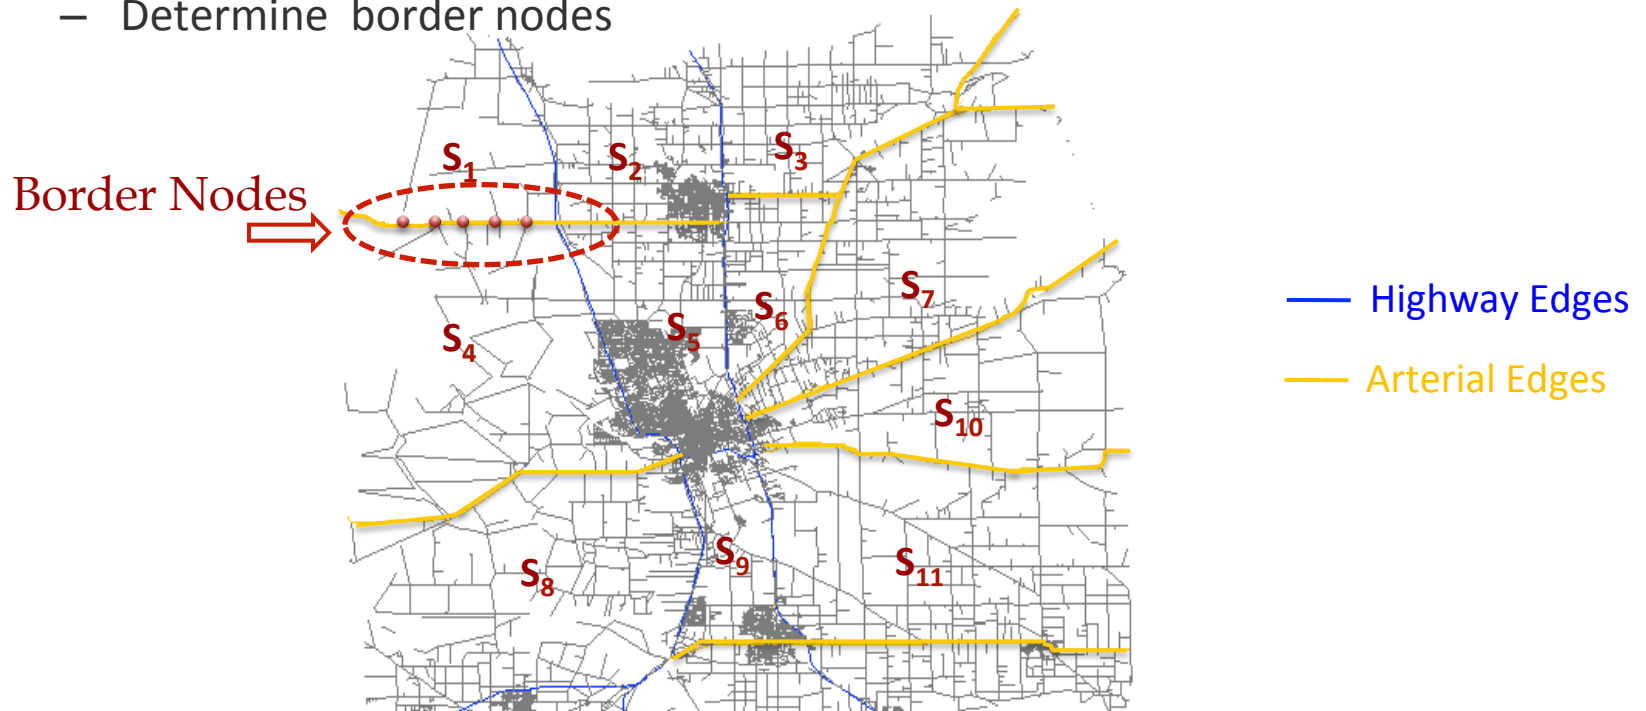 – Determine border nodes
S1
S2
S3
Border Nodes
S4
S5
S6
S7
Highway Edges
Arterial Edges
S10
S8
S9
S11